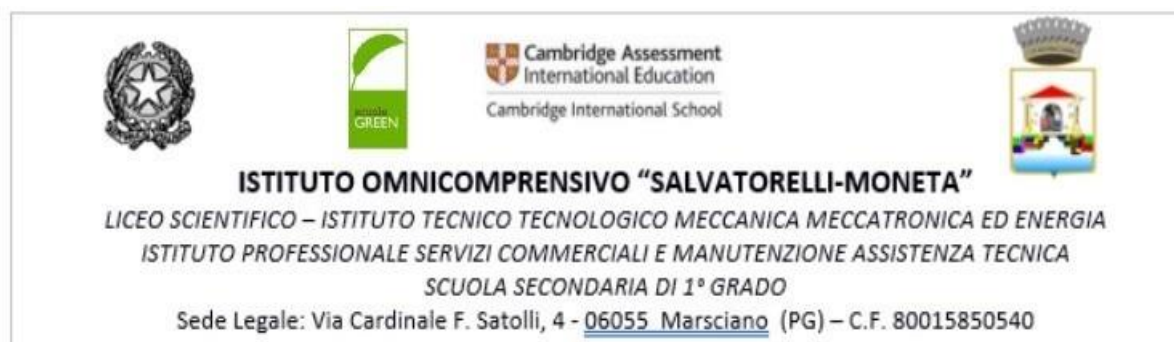 scuole
GREEN
Cambridge Assessment
International Education
Cambridge International School
ISTITUTO OMNICOMPRENSIVO “SALVATORELLI-MONETA”
LICEO SCIENTIFICO – ISTITUTO TECNICO TECNOLOGICO MECCANICA MECCATRONICA ED ENERGIA
ISTITUTO PROFESSIONALE SERVIZI COMMERCIALI E MANUTENZIONE ASSISTENZA TECNICA
SCUOLA SECONDARIA DI 1° GRADO
Sede Legale: Via Cardinale F. Satolli, 4 - 06055 Marsciano (PG) – C.F. 80015850540